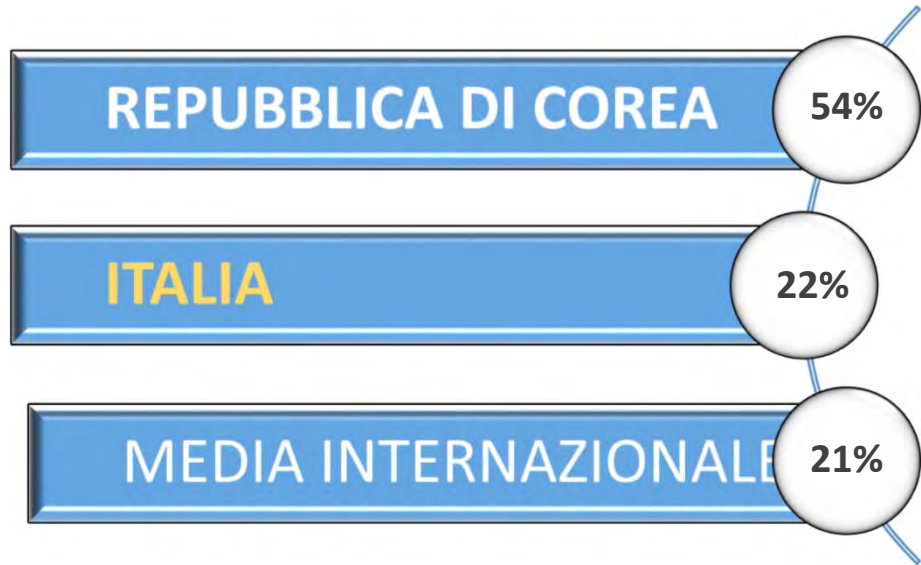 REPUBBLICA DI COREA 54%
ITALIA 22%
MEDIA INTERNAZIONALE 21%